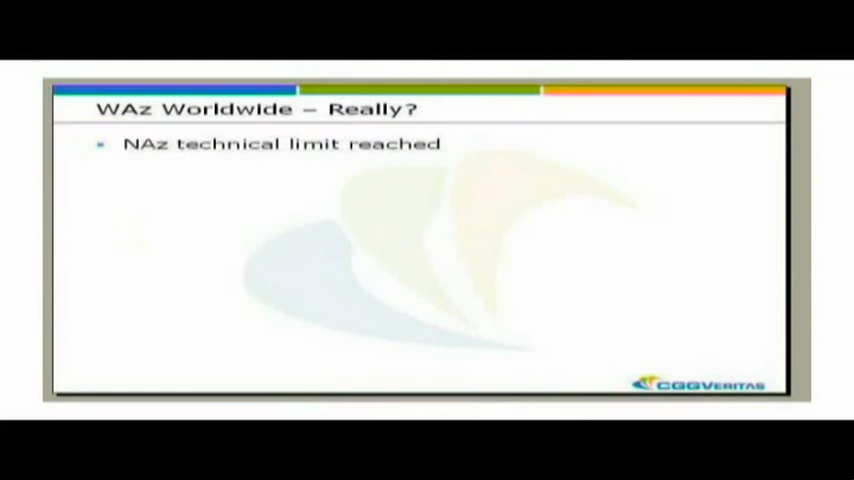 WAz Worldwide – Really?
NAz technical limit reached
CGGVERITAS